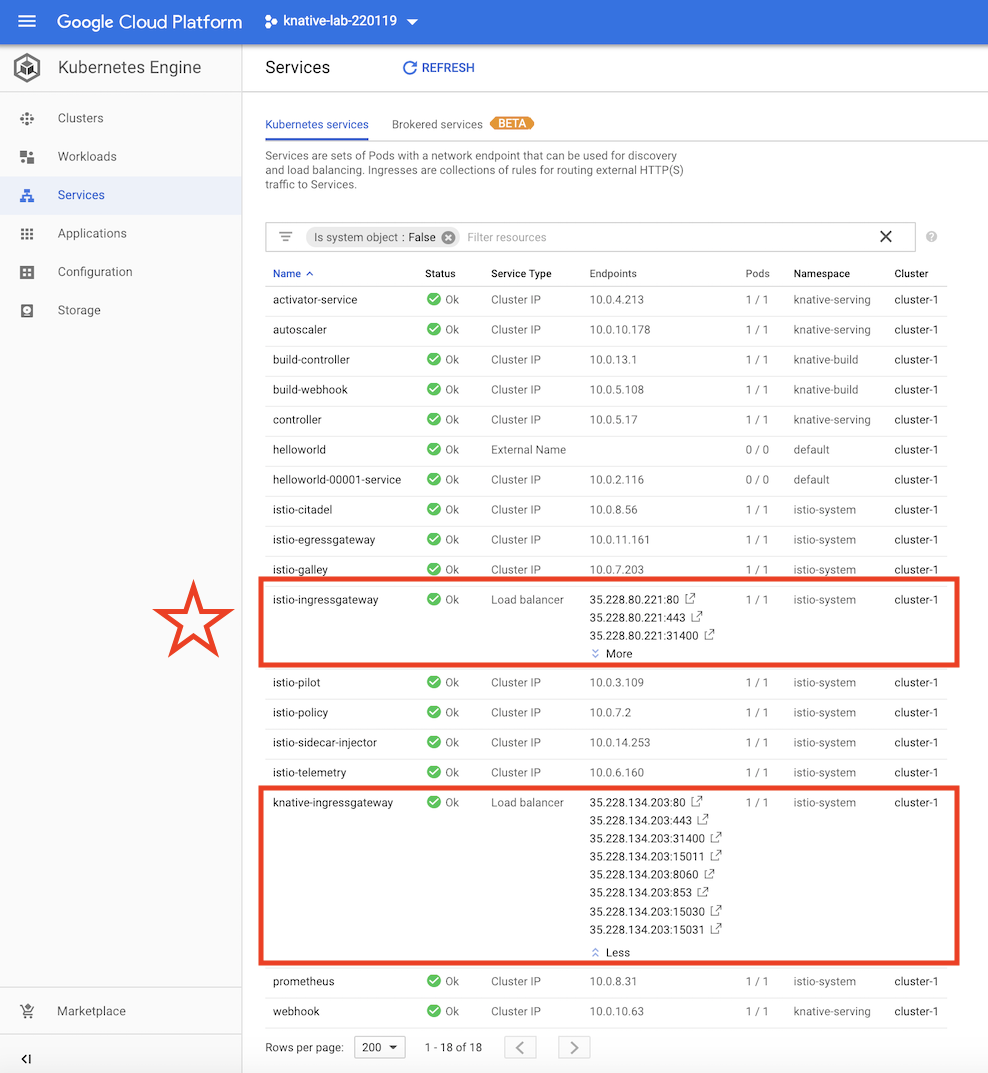 Google Cloud Platform knative-lab-220119
Kubernetes Engine
Services REFRESH
Clusters
Workloads
Services
Applications
Configuration
Storage
Marketplace
Kubernetes services Brokered services BETA
Services are sets of Pods with a network endpoint that can be used for discovery
and load balancing. Ingresses are collections of rules for routing external HTTP(S)
traffic to Services.
Is system object : False Filter resources
Name Status Service Type Endpoints Pods Namespace Cluster
activator-service Ok Cluster IP 10.0.4.213 1 / 1 knative-serving cluster-1
autoscaler Ok Cluster IP 10.0.10.178 1 / 1 knative-serving cluster-1
build-controller Ok Cluster IP 10.0.13.1 1 / 1 knative-build cluster-1
build-webhook Ok Cluster IP 10.0.5.108 1 / 1 knative-build cluster-1
controller Ok Cluster IP 10.0.5.17 1 / 1 knative-serving cluster-1
helloworld Ok External Name 0 / 0 default cluster-1
helloworld-00001-service Ok Cluster IP 10.0.2.116 0 / 0 default cluster-1
istio-citadel Ok Cluster IP 10.0.8.56 1 / 1 istio-system cluster-1
istio-egressgateway Ok Cluster IP 10.0.11.161 1 / 1 istio-system cluster-1
istio-galley Ok Cluster IP 10.0.7.203 1 / 1 istio-system cluster-1
istio-ingressgateway Ok Load balancer 35.228.80.221:80 1 / 1 istio-system cluster-1
35.228.80.221:443
35.228.80.221:31400
More
istio-pilot Ok Cluster IP 10.0.3.109 1 / 1 istio-system cluster-1
istio-policy Ok Cluster IP 10.0.7.2 1 / 1 istio-system cluster-1
istio-sidecar-injector Ok Cluster IP 10.0.14.253 1 / 1 istio-system cluster-1
istio-telemetry Ok Cluster IP 10.0.6.160 1 / 1 istio-system cluster-1
knative-ingressgateway Ok Load balancer 35.228.134.203:80 1 / 1 istio-system cluster-1
35.228.134.203:443
35.228.134.203:31400
35.228.134.203:15011
35.228.134.203:8060
35.228.134.203:853
35.228.134.203:15030
35.228.134.203:15031
Less
prometheus Ok Cluster IP 10.0.8.31 1 / 1 istio-system cluster-1
webhook Ok Cluster IP 10.0.10.63 1 / 1 knative-serving cluster-1
Rows per page: 200 1 - 18 of 18